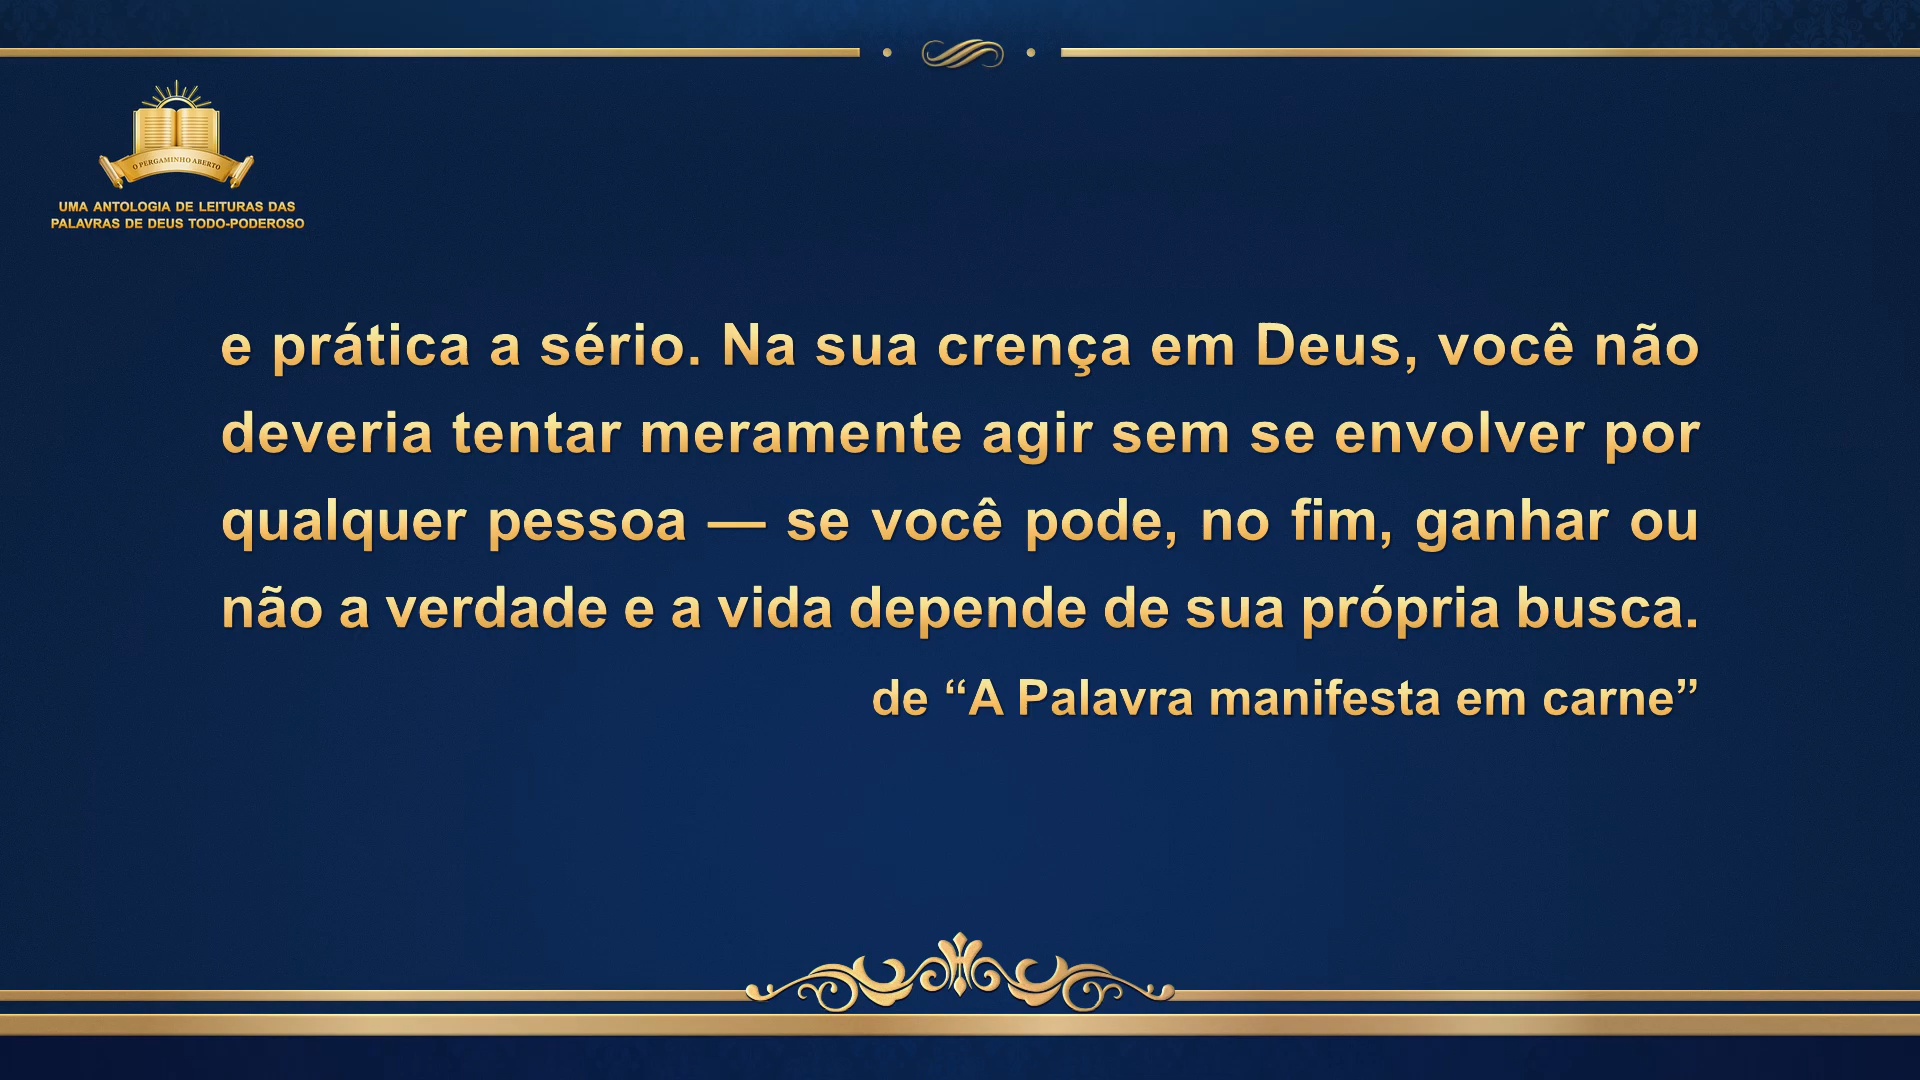 O PERGAMINHO ABERTO
UMA ANTOLOGIA DE LEITURAS DAS
PALAVRAS DE DEUS TODO-PODEROSO
e prática a sério. Na sua crença em Deus, você não
deveria tentar meramente agir sem se envolver por
qualquer pessoa — se você pode, no fim, ganhar ou
não a verdade e a vida depende de sua própria busca.
de “A Palavra manifesta em carne”